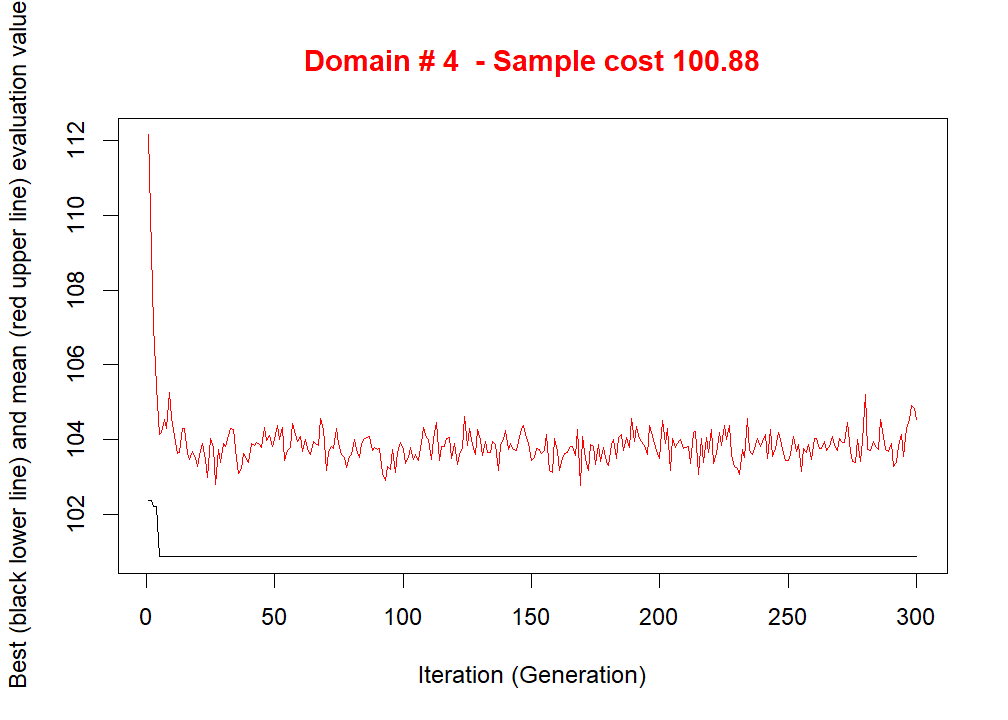 Domain # 4  - Sample cost 100.88
Best (black lower line) and mean (red upper line) evaluation value
112
110
108
106
104
102
0 50 100 150 200 250 300
Iteration (Generation)